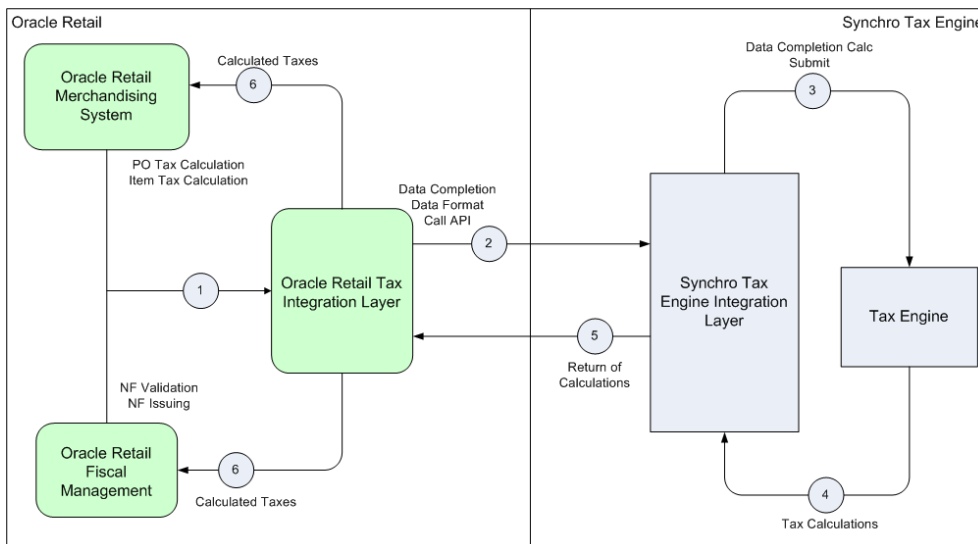 Oracle Retail
Synchro Tax Engine
Calculated Taxes
6
Oracle Retail
Merchandising
System
PO Tax Calculation
Item Tax Calculation
1
Oracle Retail Tax
Integration Layer
Data Completion
Data Format
Call API
2
Data Completion Calc
Submit
3
Synchro Tax
Engine Integration
Layer
Tax Engine
5
Return of
Calculations
NF Validation
NF Issuing
Oracle Retail
Fiscal
Management
6
Calculated Taxes
4
Tax Calculations